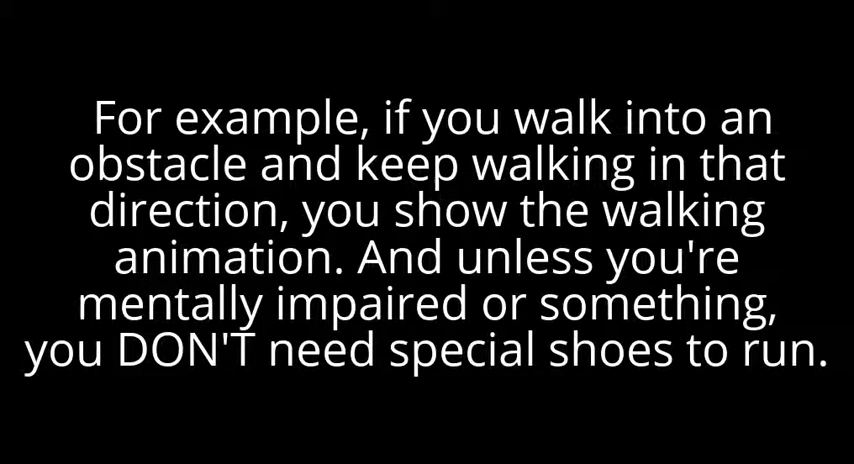 For example, if you walk into an
obstacle and keep walking in that
direction, you show the walking
animation. And unless you're
mentally impaired or something,
you DON'T need special shoes to run.